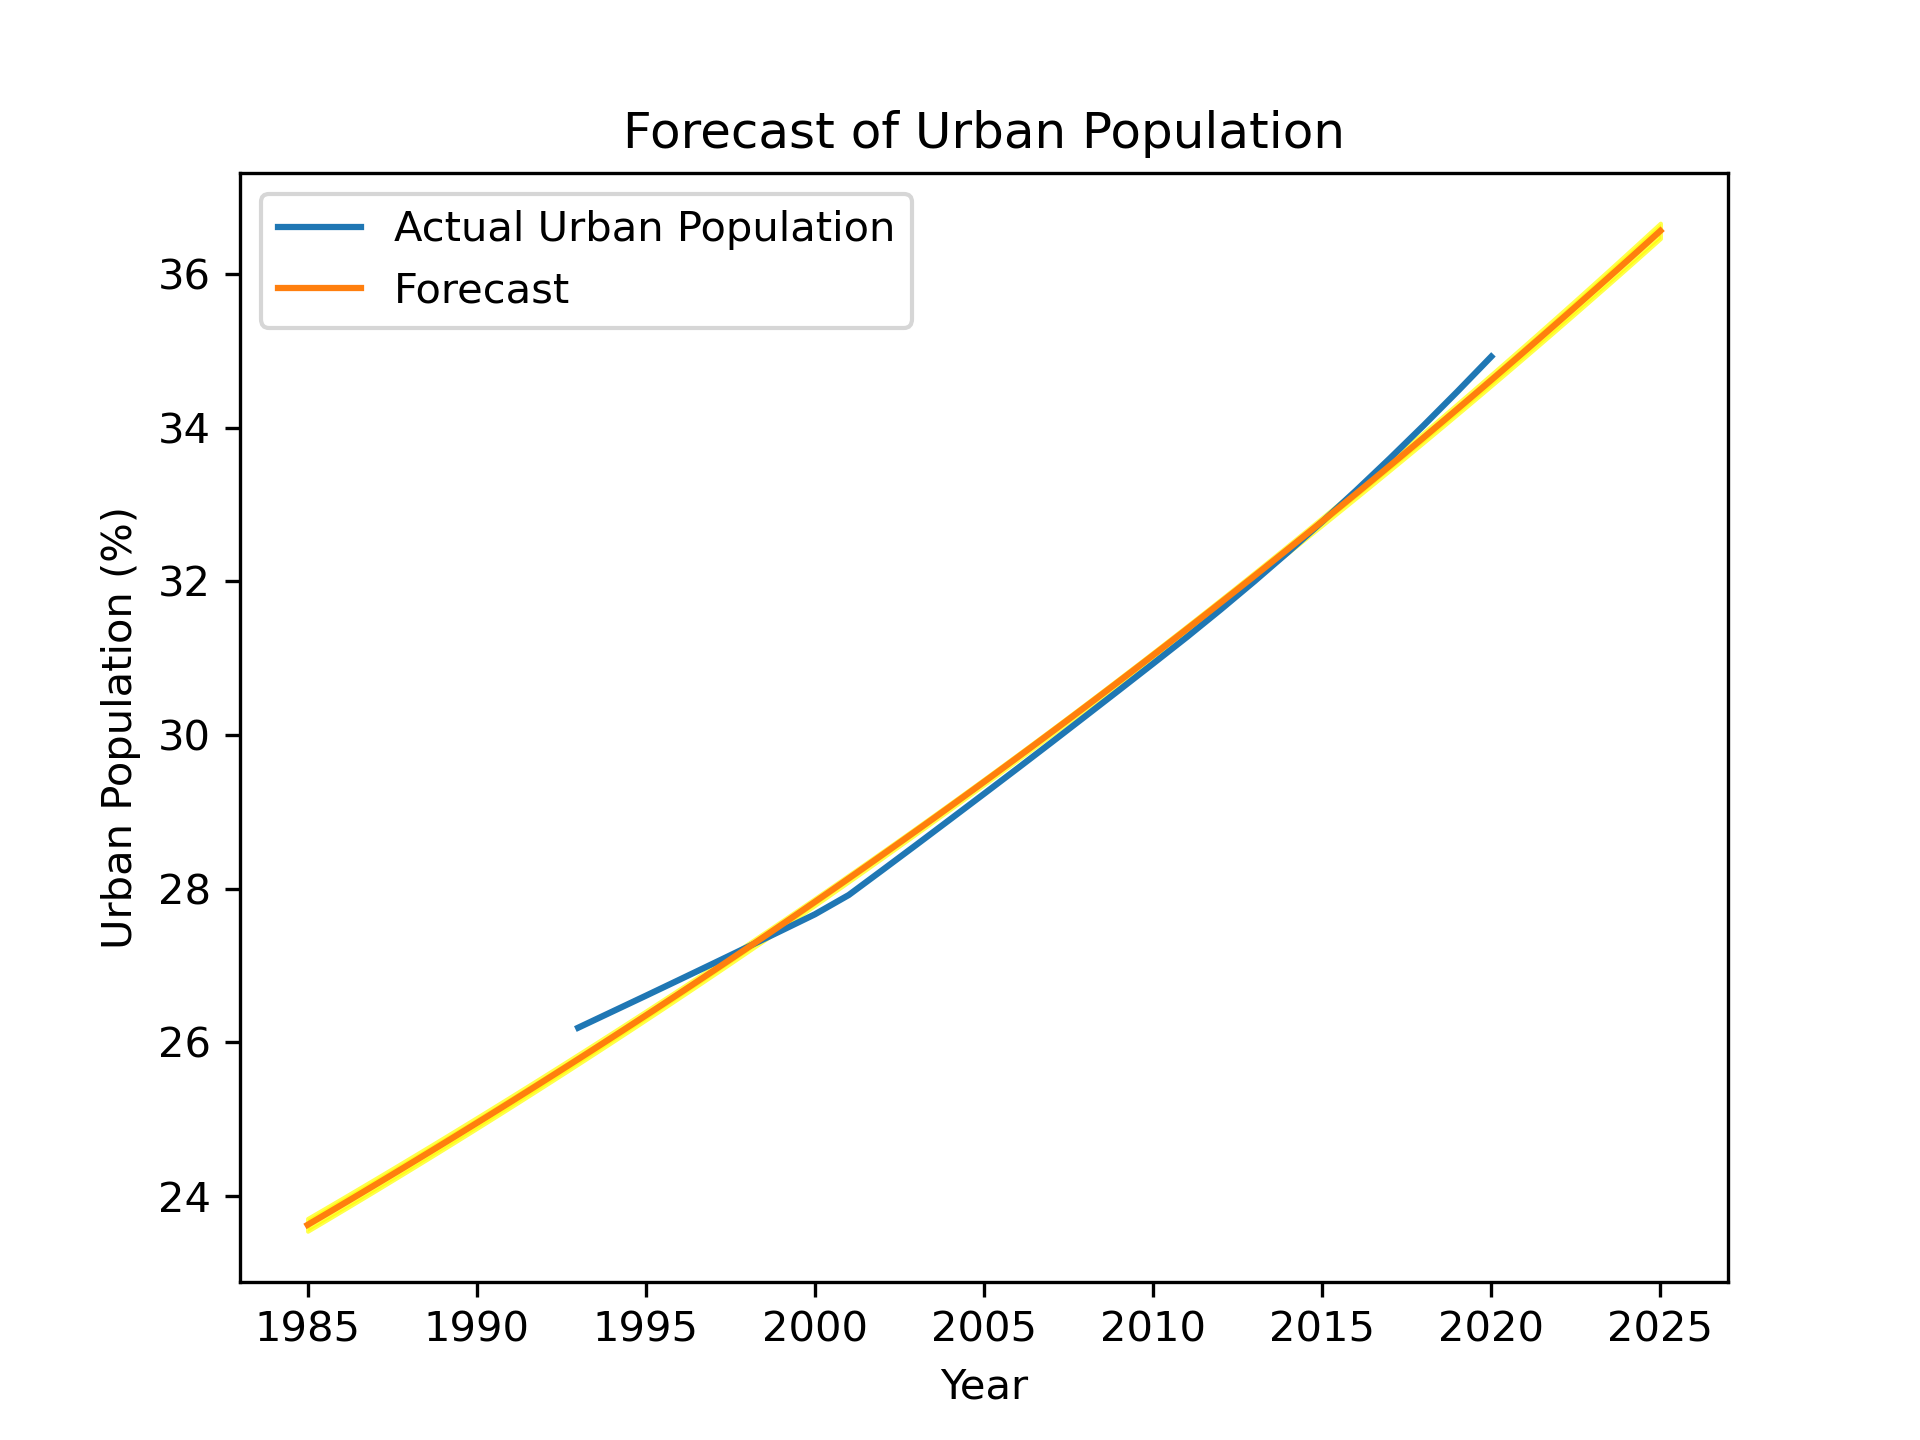 Forecast of Urban Population
Actual Urban Population
Forecast
Urban Population (%)
36
34
32
30
28
26
24
1985 1990 1995 2000 2005 2010 2015 2020 2025
Year